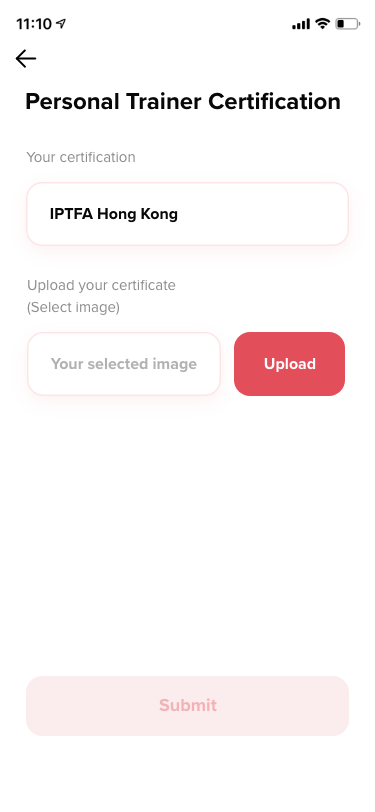 11:10
Personal Trainer Certification
Your certification
IPTFA Hong Kong
Upload your certificate
(Select image)
Your selected image
Upload
Submit